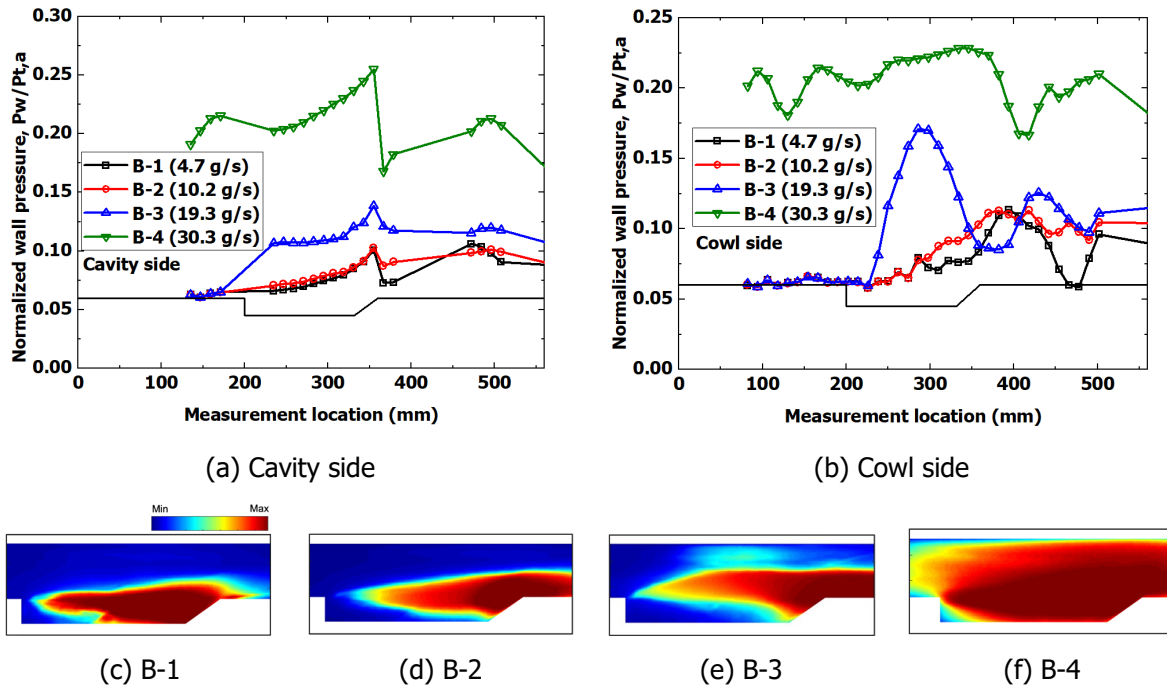 Normalized wall pressure, Pw/Pt,a
0.30
0.25
0.20
0.15
0.10
0.05
0.00
B-1 (4.7 g/s)
B-2 (10.2 g/s)
B-3 (19.3 g/s)
B-4 (30.3 g/s)
Cavity side
0 100 200 300 400 500
Measurement location (mm)
(a) Cavity side
Normalized wall pressure, Pw/Pt,a
0.25
0.20
0.15
0.10
0.05
0.00
B-1 (4.7 g/s)
B-2 (10.2 g/s)
B-3 (19.3 g/s)
B-4 (30.3 g/s)
Cowl side
0 100 200 300 400 500
Measurement location (mm)
(b) Cowl side
Min Max
(c) B-1
(d) B-2
(e) B-3
(f) B-4